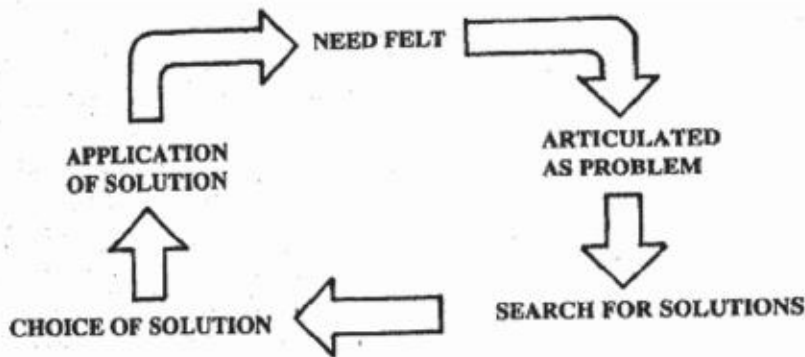 NEED FELT
ARTICULATED
AS PROBLEM
SEARCH FOR SOLUTIONS
CHOICE OF SOLUTION
APPLICATION
OF SOLUTION